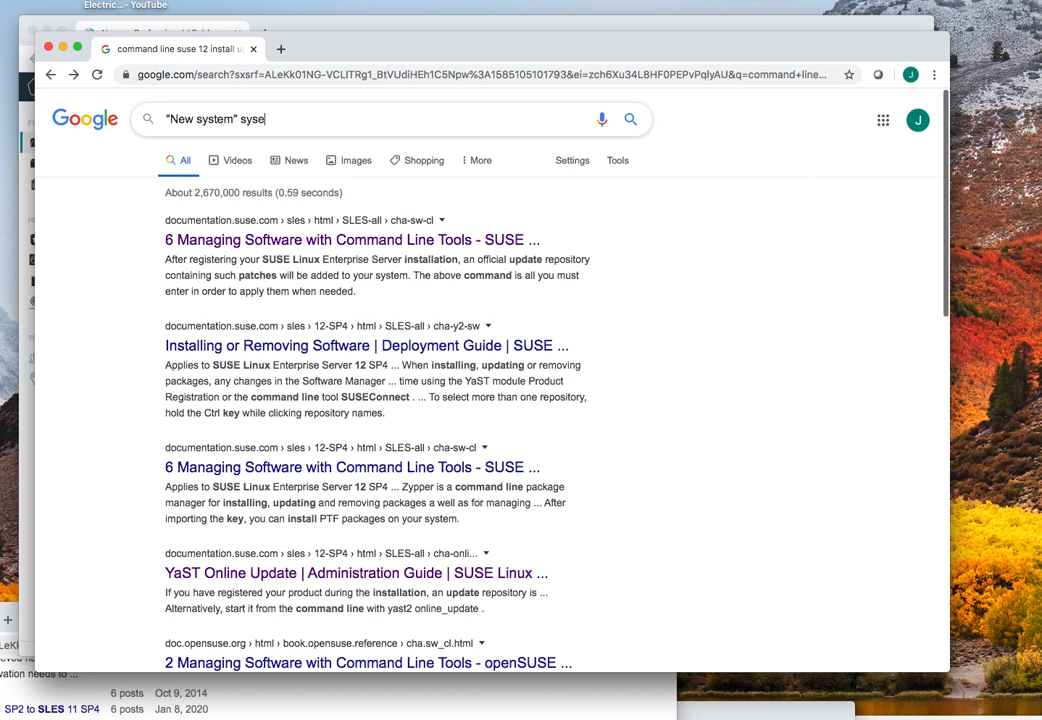 Electric...- YouTube
command line suse 12 install u
google.com/search?sxsrf=ALeKk01NG-VCLITRg1_BtVUdiHEh1C5Npw%3A1585105101793&ei=zch6Xu34L8HF0PEPvPqIyAU&q=command+line...
J
Google
"New system" syse
J
All
Videos
News
Images
Shopping
More
Settings
Tools
About 2,670,000 results (0.59 seconds)
documentation.suse.com › sles › html › SLES-all › cha-sw-cl
6 Managing Software with Command Line Tools - SUSE ...
After registering your SUSE Linux Enterprise Server installation, an official update repository
containing such patches will be added to your system. The above command is all you must
enter in order to apply them when needed.
documentation.suse.com › sles › 12-SP4 › html › SLES-all › cha-y2-sw
Installing or Removing Software | Deployment Guide | SUSE ...
Applies to SUSE Linux Enterprise Server 12 SP4 ... When installing, updating or removing
packages, any changes in the Software Manager ... time using the YaST module Product
Registration or the command line tool SUSEConnect . ... To select more than one repository,
hold the Ctrl key while clicking repository names.
documentation.suse.com › sles › 12-SP4 › html › SLES-all › cha-sw-cl
6 Managing Software with Command Line Tools - SUSE ...
Applies to SUSE Linux Enterprise Server 12 SP4 ... Zypper is a command line package
manager for installing, updating and removing packages a well as for managing ... After
importing the key, you can install PTF packages on your system.
documentation.suse.com › sles › 12-SP4 › html › SLES-all › cha-onli...
YaST Online Update | Administration Guide | SUSE Linux ...
If you have registered your product during the installation, an update repository is ...
Alternatively, start it from the command line with yast2 online_update .
doc.opensuse.org › html › book.opensuse.reference › cha.sw_cl.html
2 Managing Software with Command Line Tools - openSUSE ...
vation needs to ...
6 posts Oct 9, 2014
SP2 to SLES 11 SP4 6 posts Jan 8, 2020